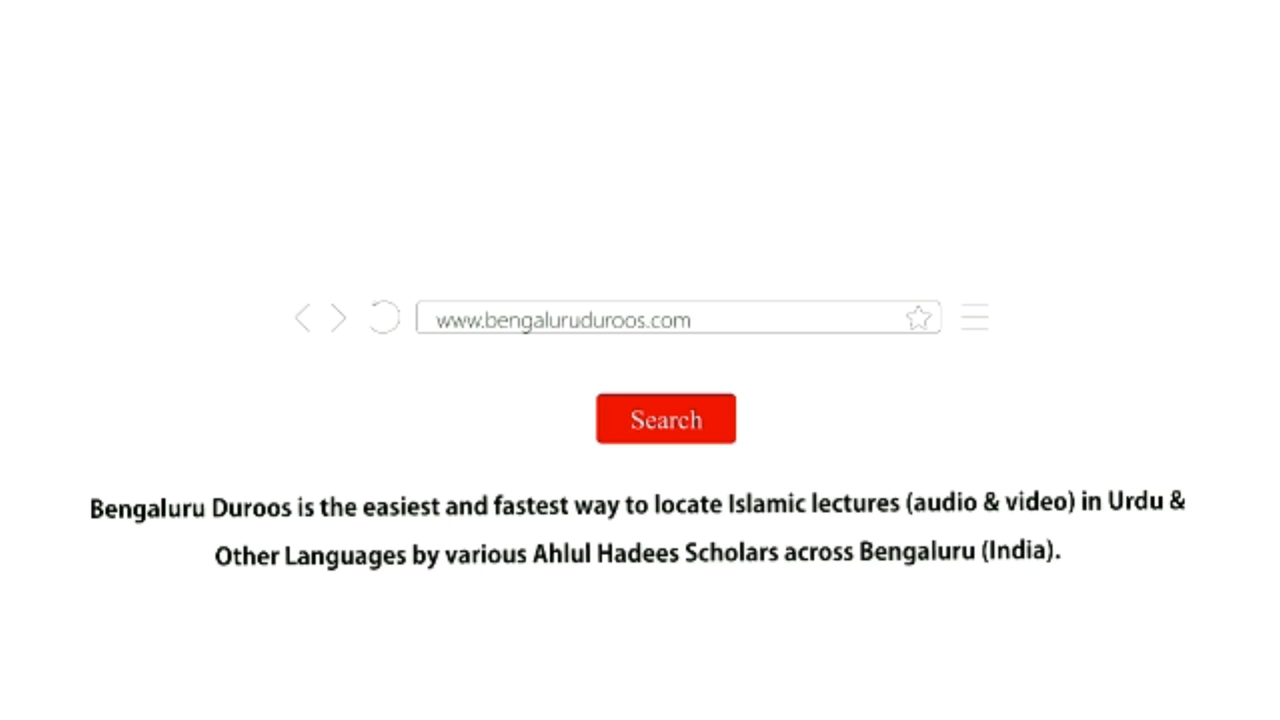 www.bengaluruduroos.com
Search
Bengaluru Duroos is the easiest and fastest way to locate Islamic lectures (audio & video) in Urdu &
Other Languages by various Ahlul Hadees Scholars across Bengaluru (India).